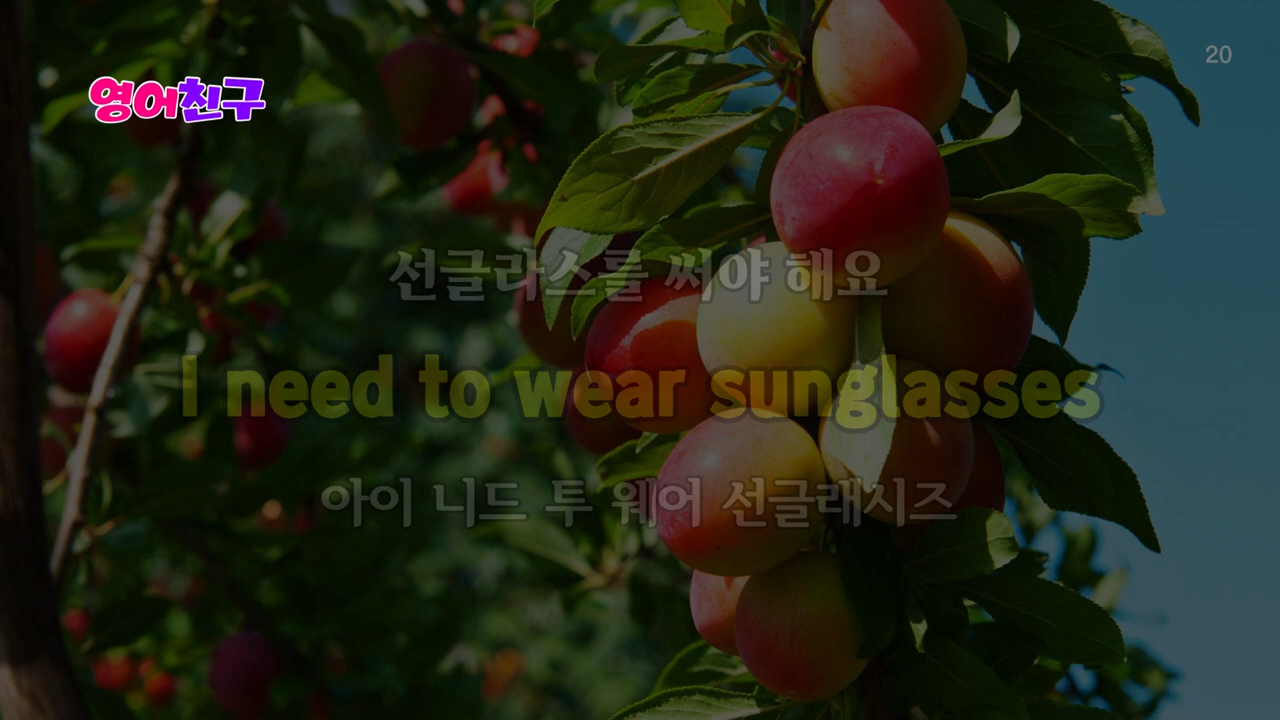 20
영어친구
선글라스를 써야 해요
I need to wear sunglasses
아이 니드 투 웨어 선글래시즈